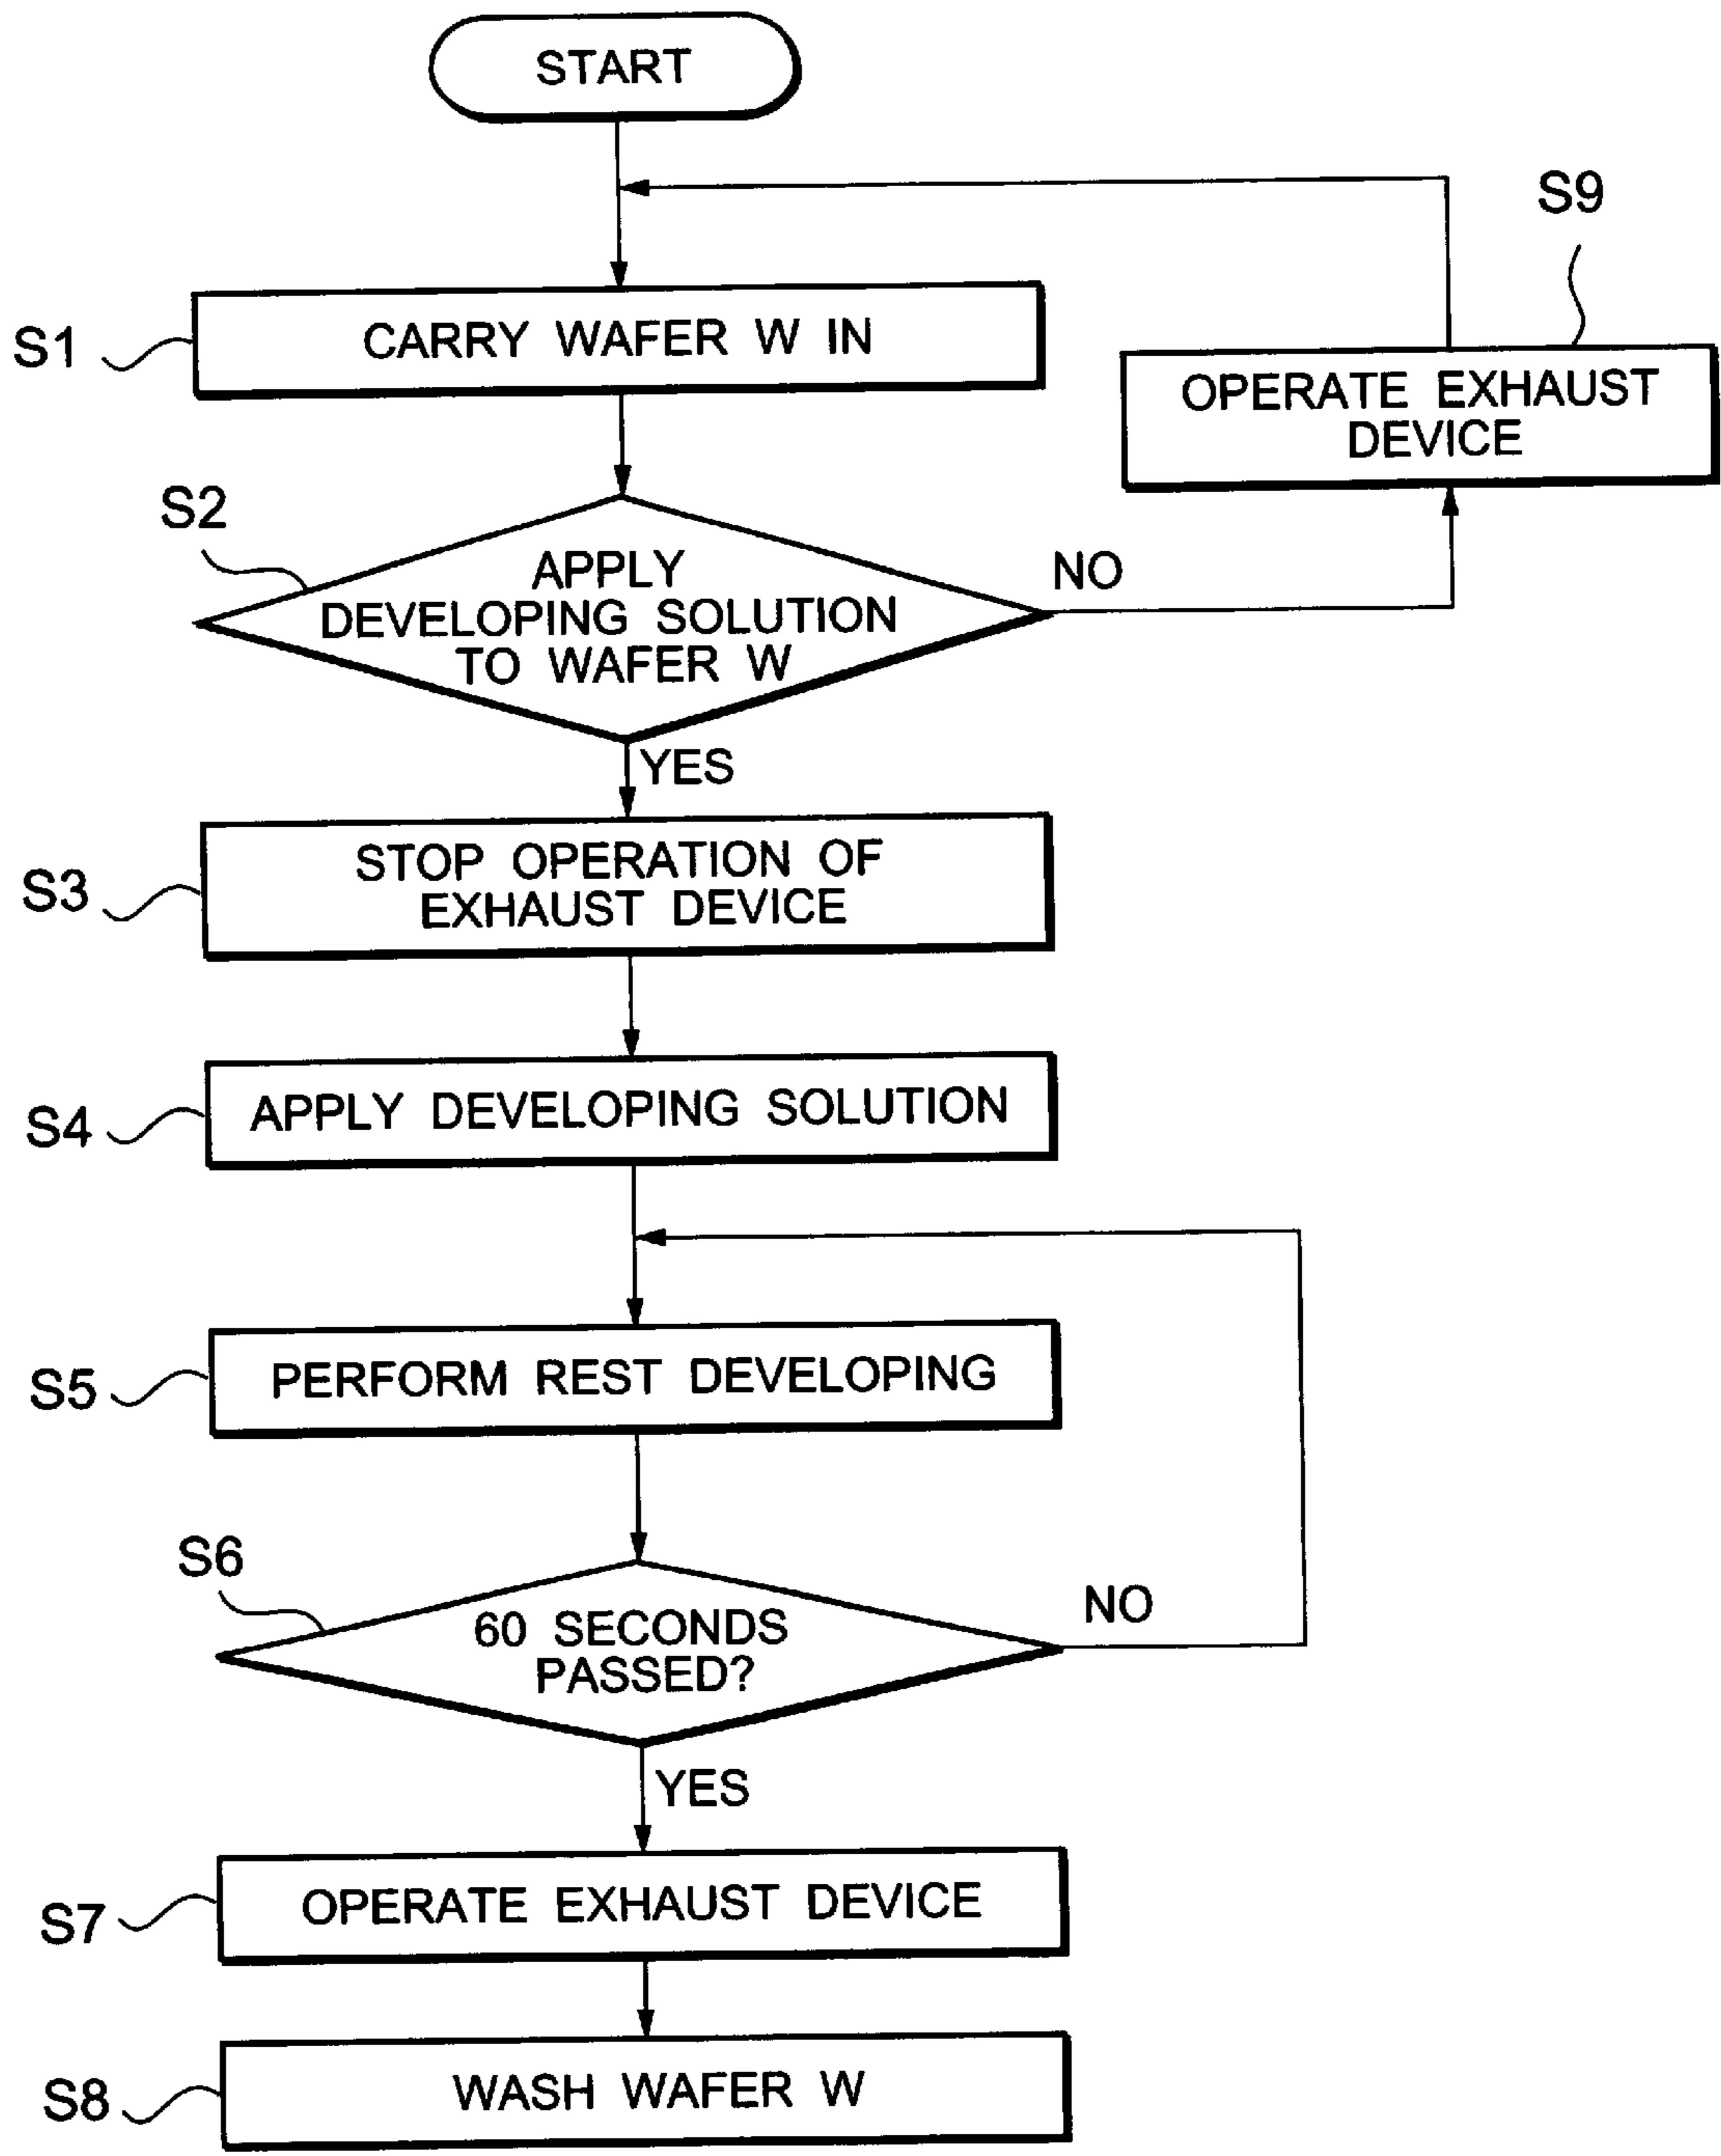 START
S9
S1
CARRY WAFER W IN
OPERATE EXHAUST
DEVICE
S2
APPLY
DEVELOPING SOLUTION
TO WAFER W
NO
YES
S3
STOP OPERATION OF
EXHAUST DEVICE
S4
APPLY DEVELOPING SOLUTION
S5
PERFORM REST DEVELOPING
S6
60 SECONDS
PASSED?
NO
YES
S7
OPERATE EXHAUST DEVICE
S8
WASH WAFER W